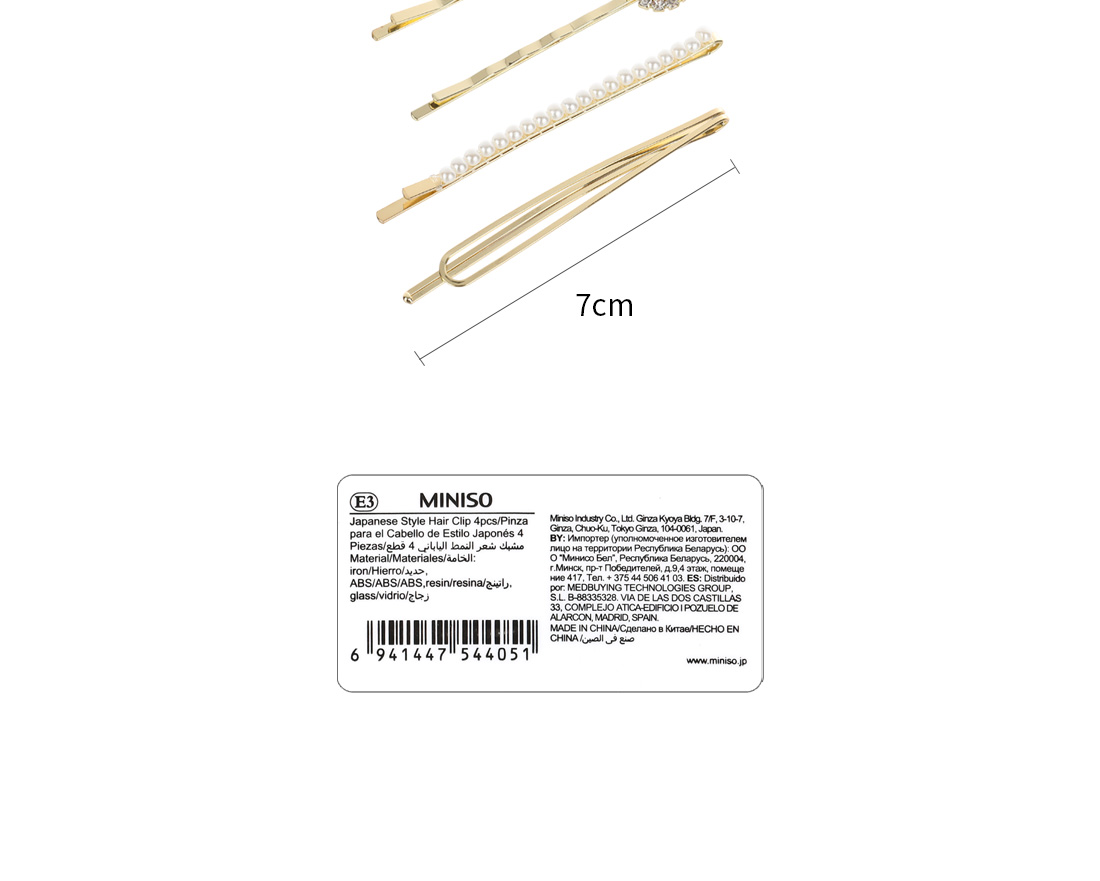 7cm
E3
MINISO
Japanese Style Hair Clip 4pcs/Pinza
para el Cabello de Estilo Japonés 4
Piezas/مشبك شعر النمط الياباني 4 قطع
Material/Materiales/الخامة:
iron/Hierro/حديد,
ABS/ABS/ABS,resin/resina/راتينج,
glass/vidrio/زجاج
6 941447 544051
Miniso Industry Co., Ltd. Ginza Kyoya Bldg. 7/F, 3-10-7,
Ginza, Chuo-Ku, Tokyo Ginza, 104-0061, Japan.
BY: Импортер (уполномоченное изготовителем
лицо на территории Республика Беларусь): ОО
О "Минисо Бел", Республика Беларусь, 220004,
г.Минск, пр-т Победителей, д.9,4 этаж, помеще
ние 417, Тел. + 375 44 506 41 03. ES: Distribuido
por: MEDBUYING TECHNOLOGIES GROUP,
S.L. B-88335328. VIA DE LAS DOS CASTILLAS
33, COMPLEJO ATICA-EDIFICIO I POZUELO DE
ALARCON, MADRID, SPAIN.
MADE IN CHINA/Сделано в Китае/HECHO EN
CHINA/صنع في الصين
www.miniso.jp